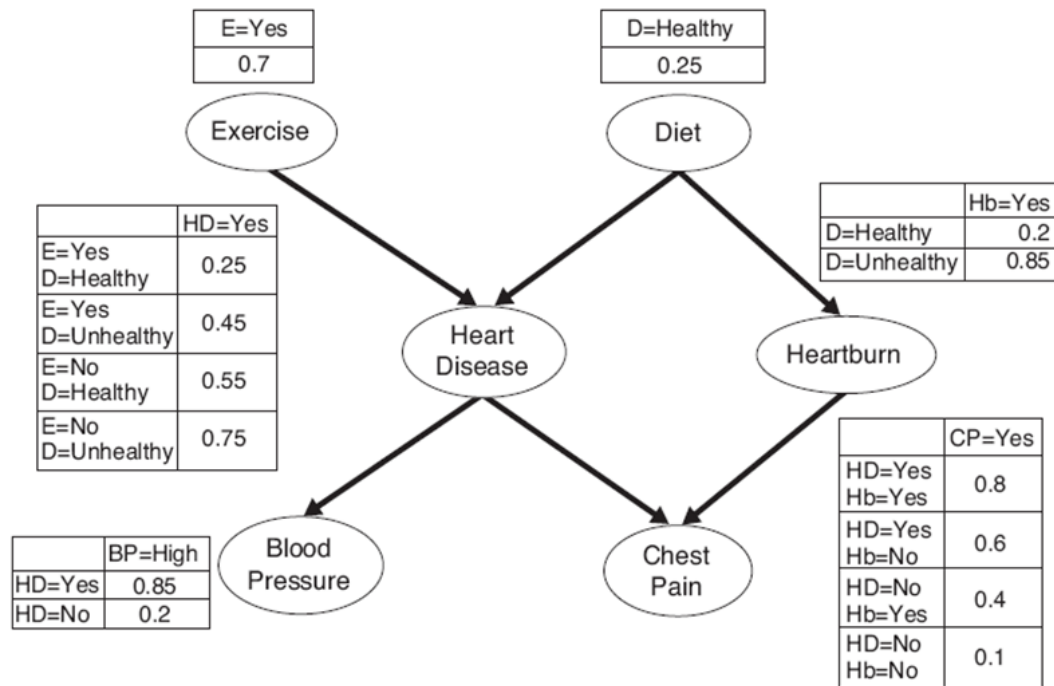 E=Yes
0.7
D=Healthy
0.25
Exercise
Diet
HD=Yes
E=Yes
D=Healthy
0.25
E=Yes
D=Unhealthy
0.45
E=No
D=Healthy
0.55
E=No
D=Unhealthy
0.75
Hb=Yes
D=Healthy 0.2
D=Unhealthy 0.85
Heart
Disease
Heartburn
BP=High
HD=Yes 0.85
HD=No 0.2
Blood
Pressure
Chest
Pain
CP=Yes
HD=Yes
Hb=Yes
0.8
HD=Yes
Hb=No
0.6
HD=No
Hb=Yes
0.4
HD=No
Hb=No
0.1